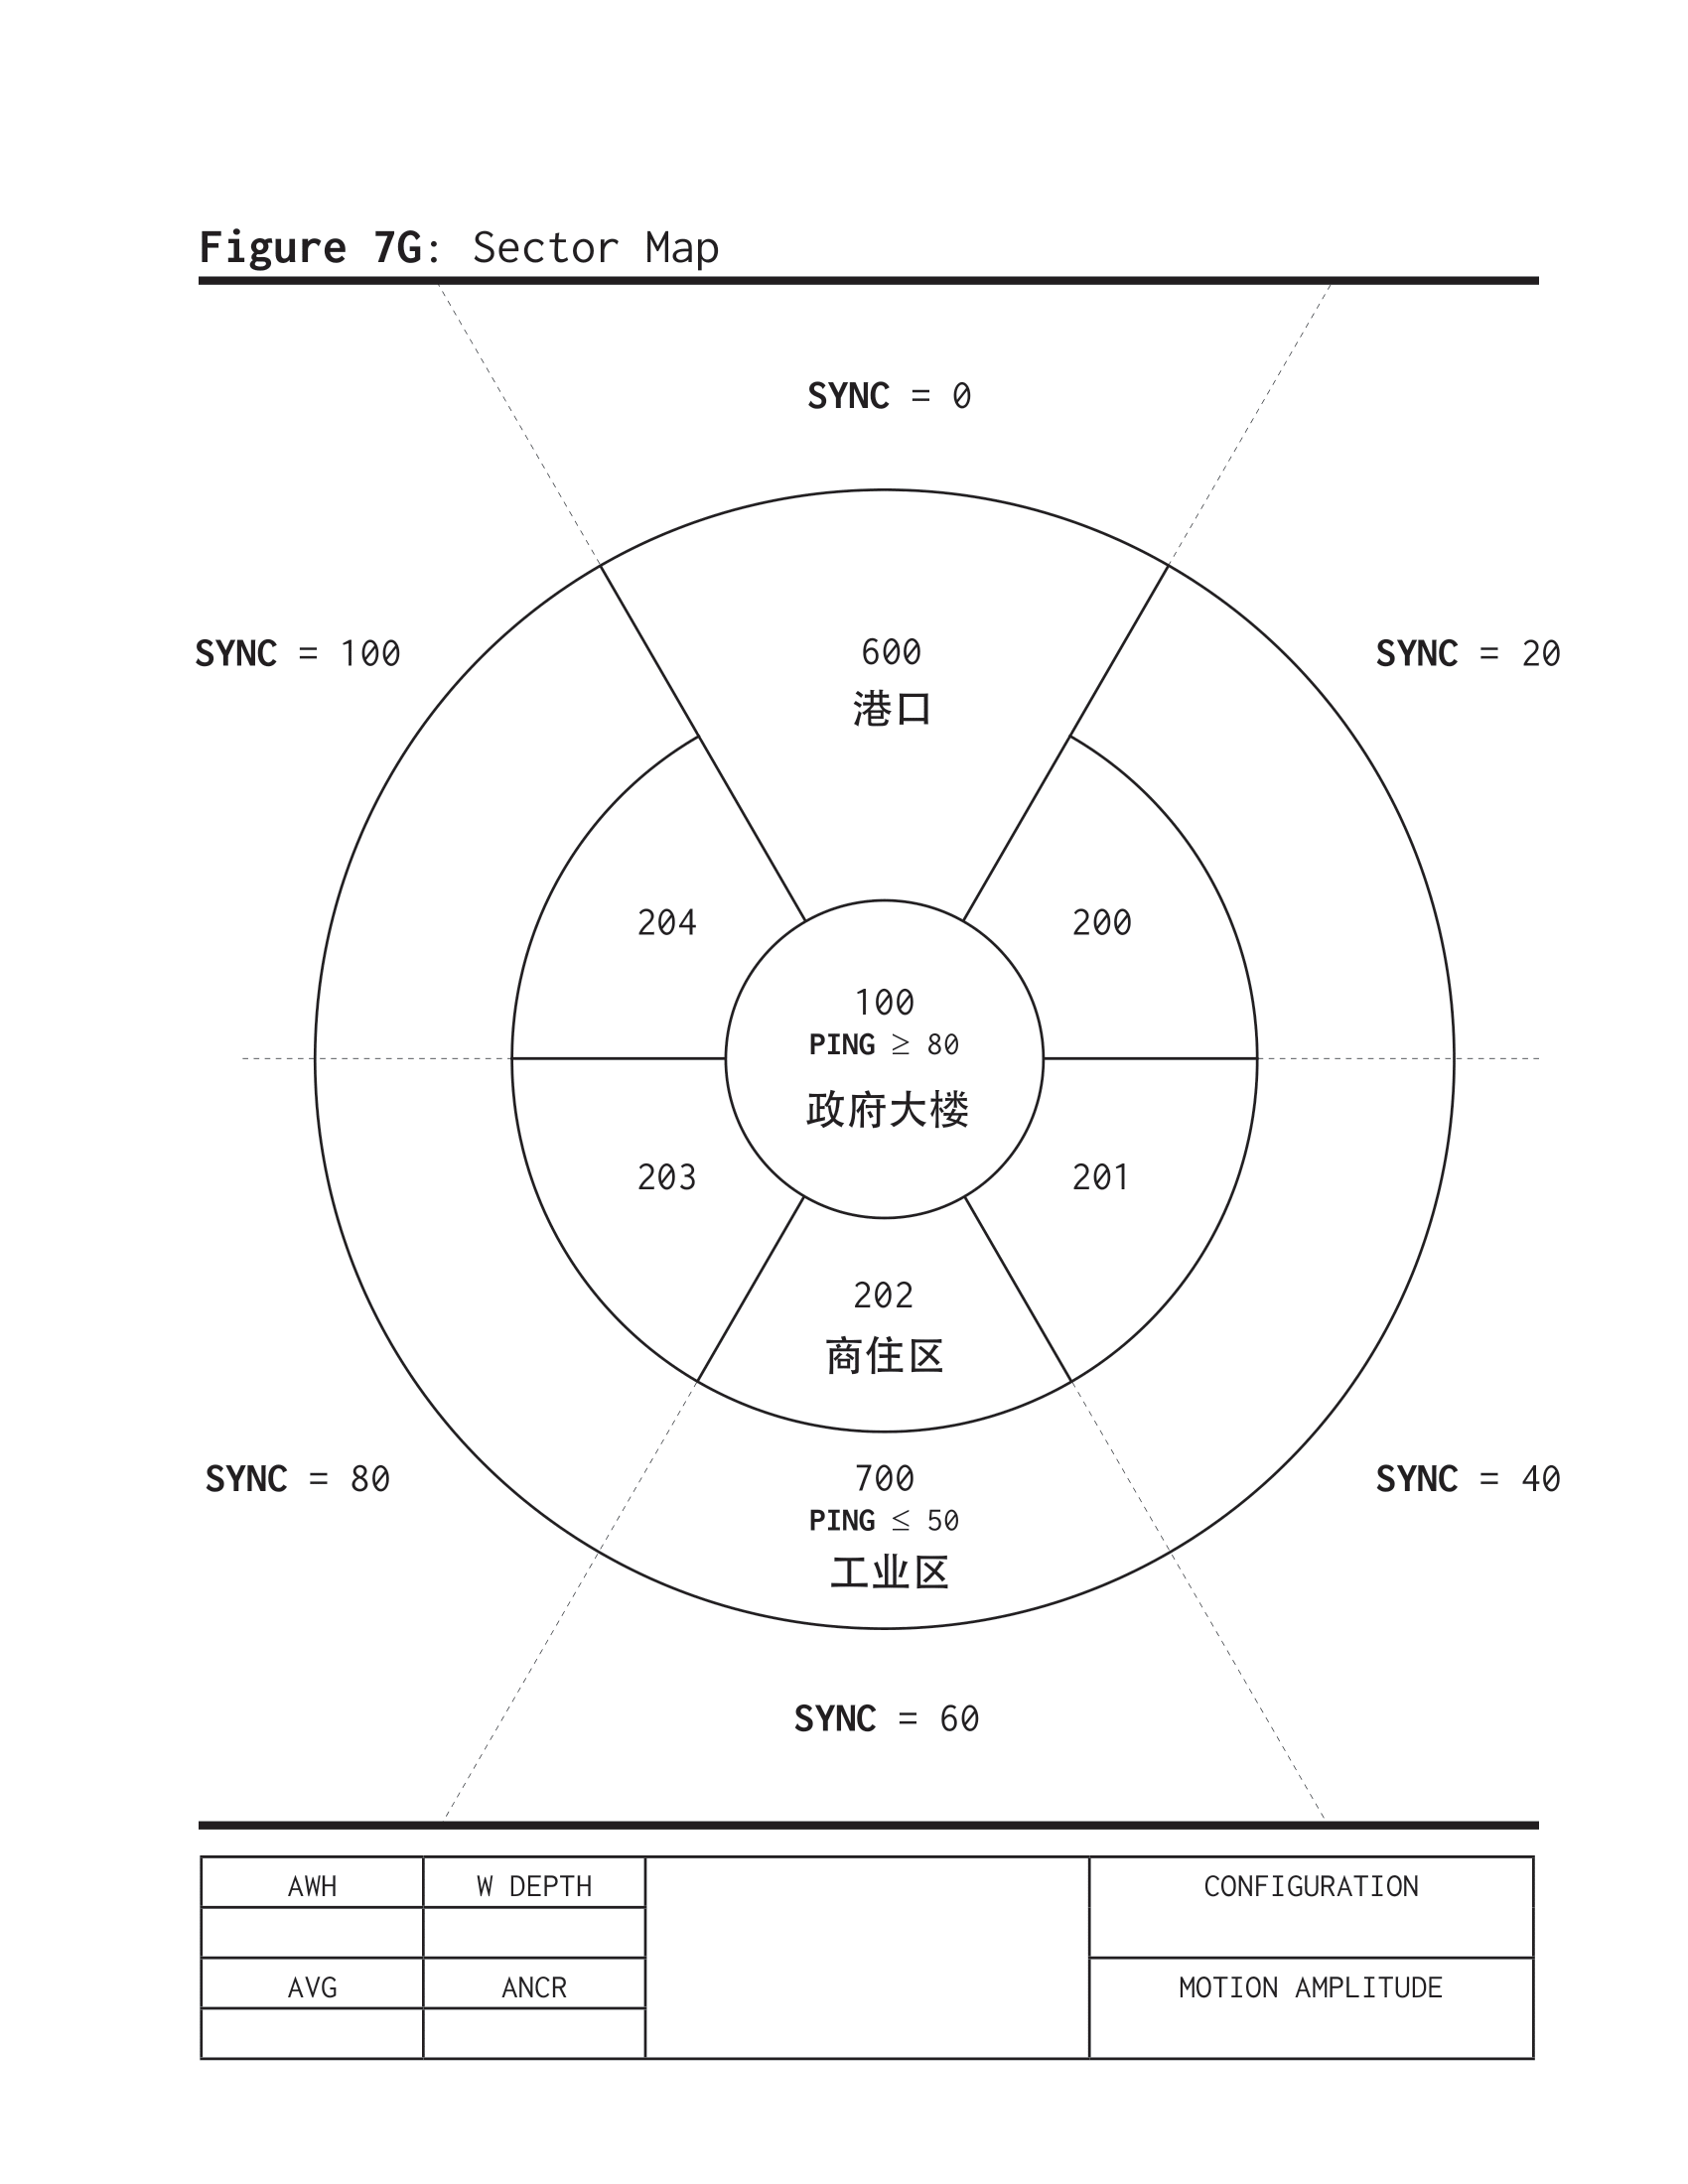 Figure 7G: Sector Map
SYNC = 0
SYNC = 100
600
SYNC = 20
港口
204
200
100
PING ≥ 80
政府大楼
203
201
202
商住区
SYNC = 80
700
SYNC = 40
PING ≤ 50
工业区
SYNC = 60
AWH
W DEPTH
CONFIGURATION
AVG
ANCR
MOTION AMPLITUDE